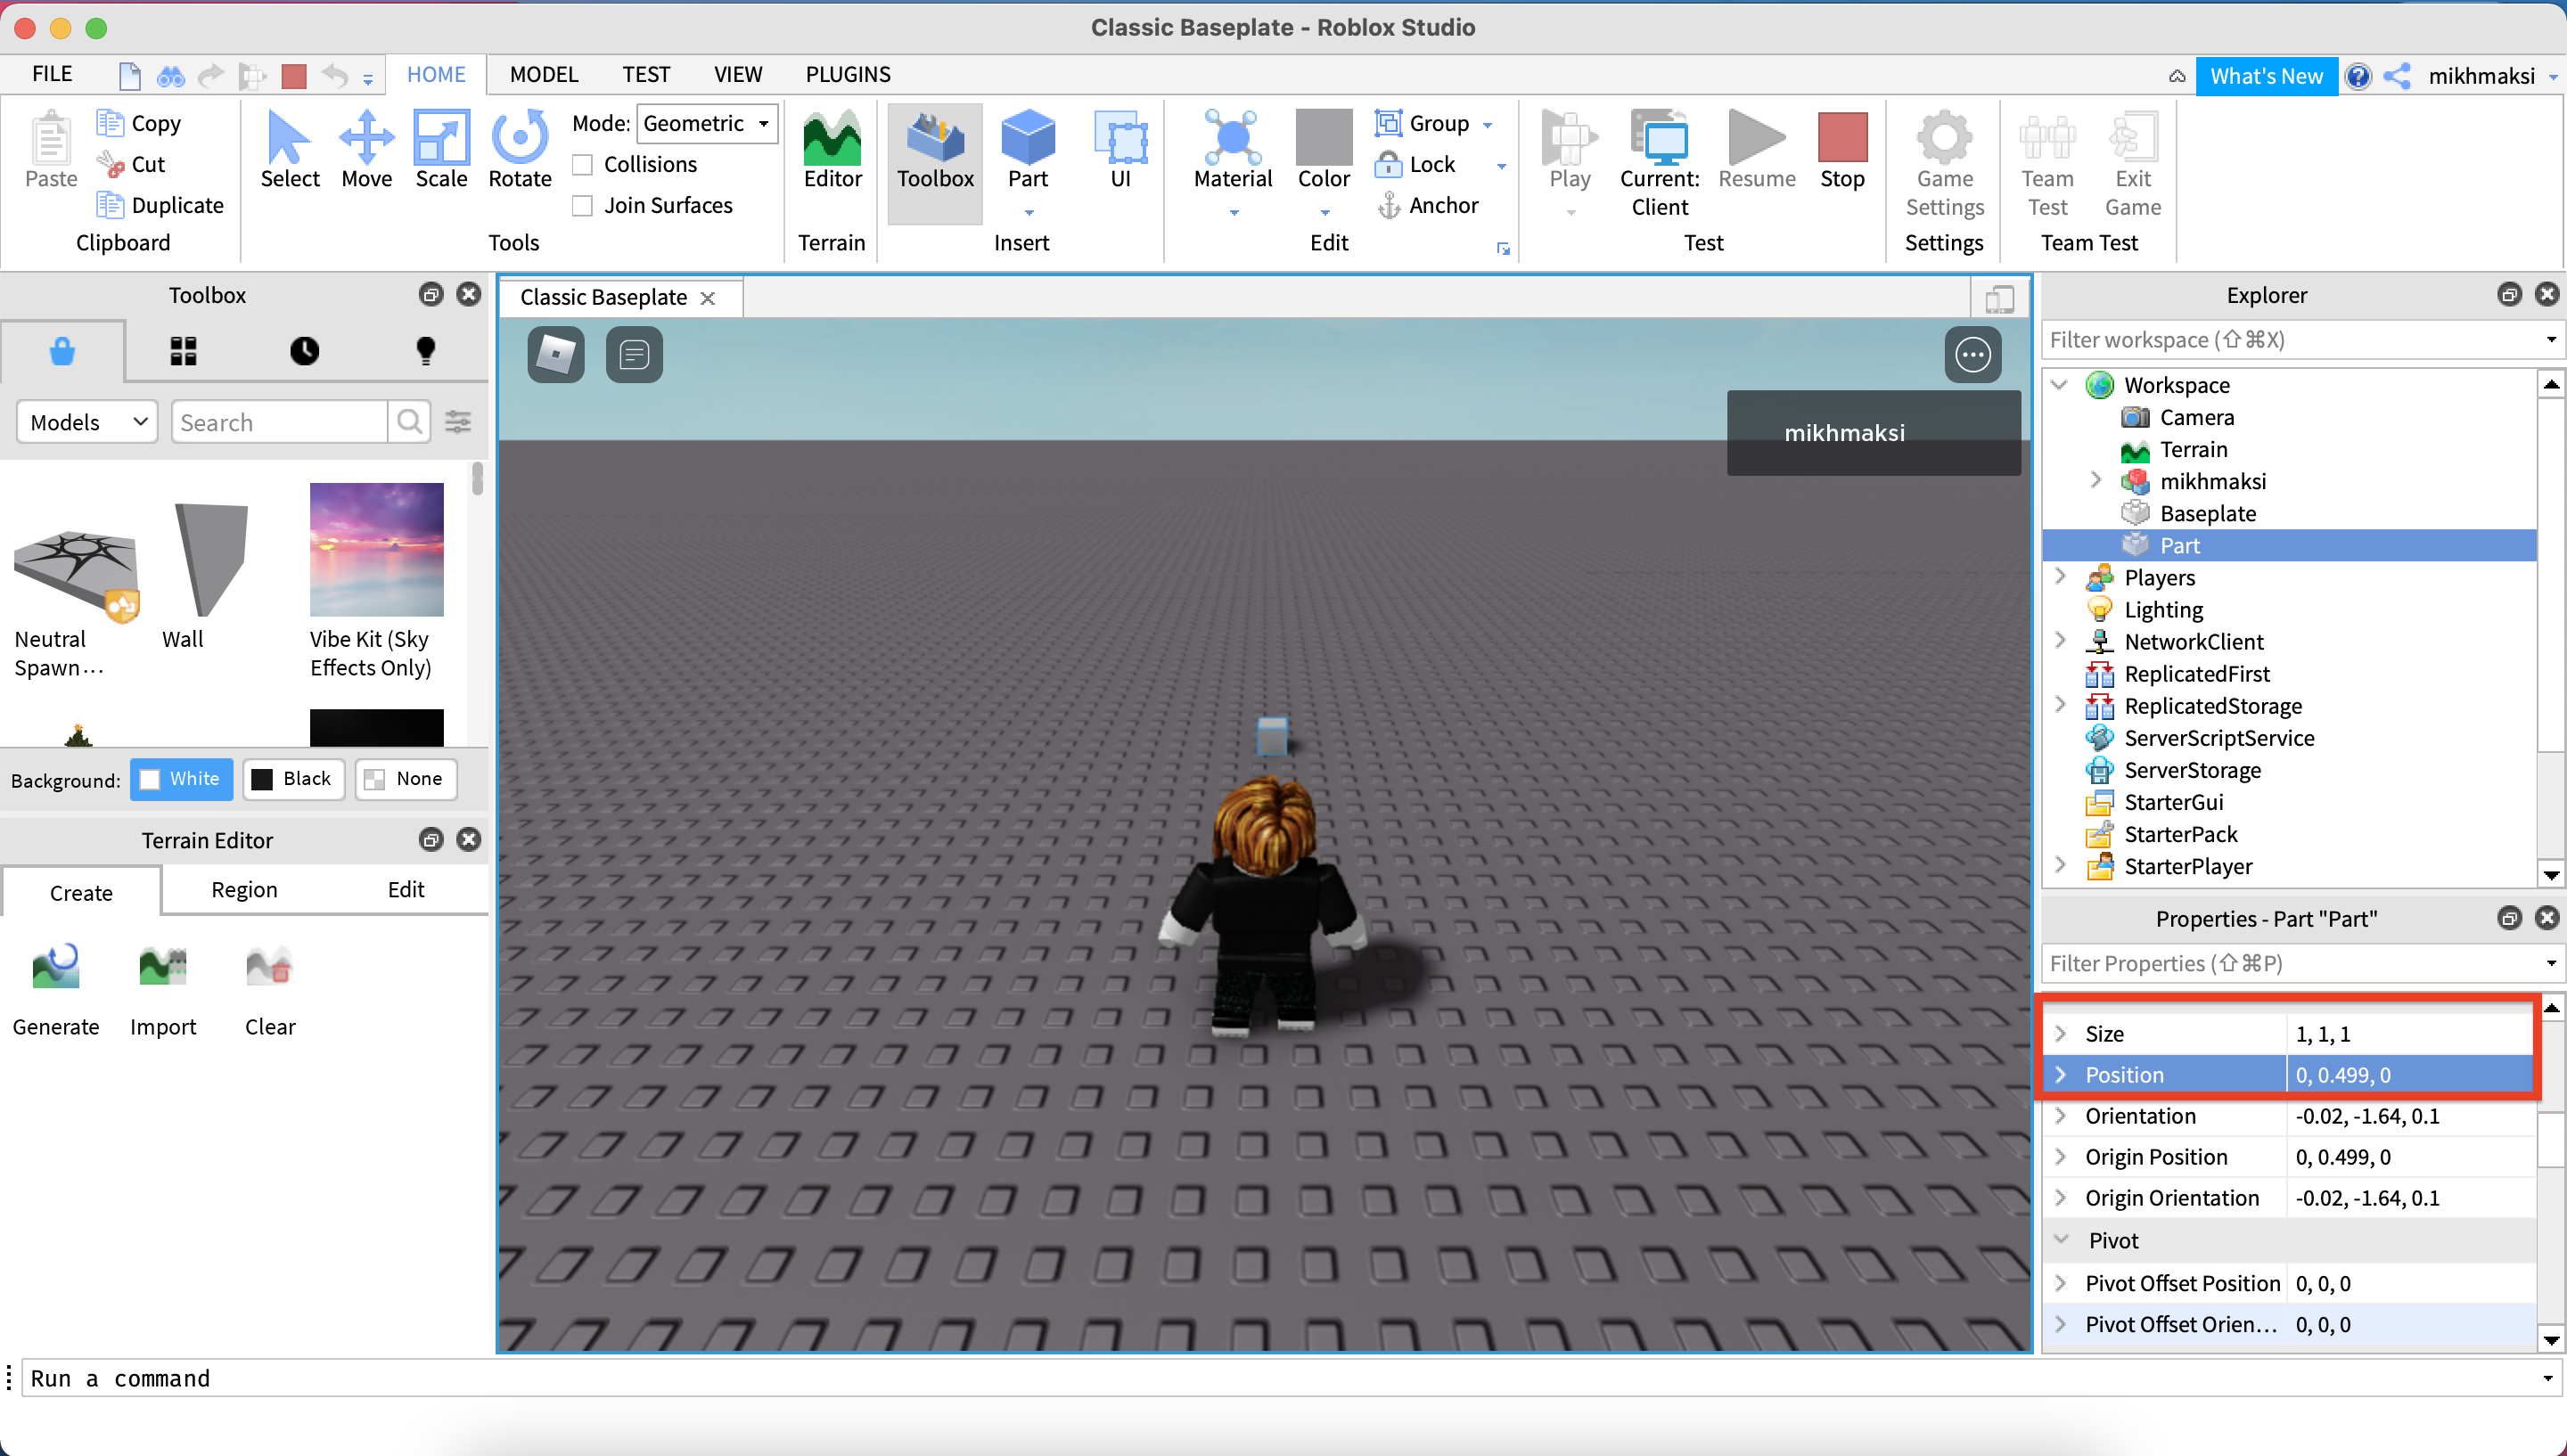 Classic Baseplate - Roblox Studio
FILE
HOME
MODEL
TEST
VIEW
PLUGINS
What's New
mikhmaksi
Paste
Copy
Cut
Duplicate
Clipboard
Select
Move
Scale
Rotate
Mode: Geometric
Collisions
Join Surfaces
Tools
Editor
Terrain
Toolbox
Part
UI
Insert
Material
Color
Group
Lock
Anchor
Edit
Play
Current:
Client
Resume
Stop
Test
Game
Settings
Settings
Team
Test
Exit
Game
Team Test
Toolbox
Models
Search
Neutral
Spawn...
Wall
Vibe Kit (Sky
Effects Only)
Background:
White
Black
None
Terrain Editor
Create
Region
Edit
Generate
Import
Clear
Classic Baseplate
mikhmaksi
Explorer
Filter workspace (⇧⌘X)
Workspace
Camera
Terrain
mikhmaksi
Baseplate
Part
Players
Lighting
NetworkClient
ReplicatedFirst
ReplicatedStorage
ServerScriptService
ServerStorage
StarterGui
StarterPack
StarterPlayer
Properties - Part "Part"
Filter Properties (⇧⌘P)
Size 1, 1, 1
Position 0, 0.499, 0
Orientation -0.02, -1.64, 0.1
Origin Position 0, 0.499, 0
Origin Orientation -0.02, -1.64, 0.1
Pivot
Pivot Offset Position 0, 0, 0
Pivot Offset Orien... 0, 0, 0
Run a command